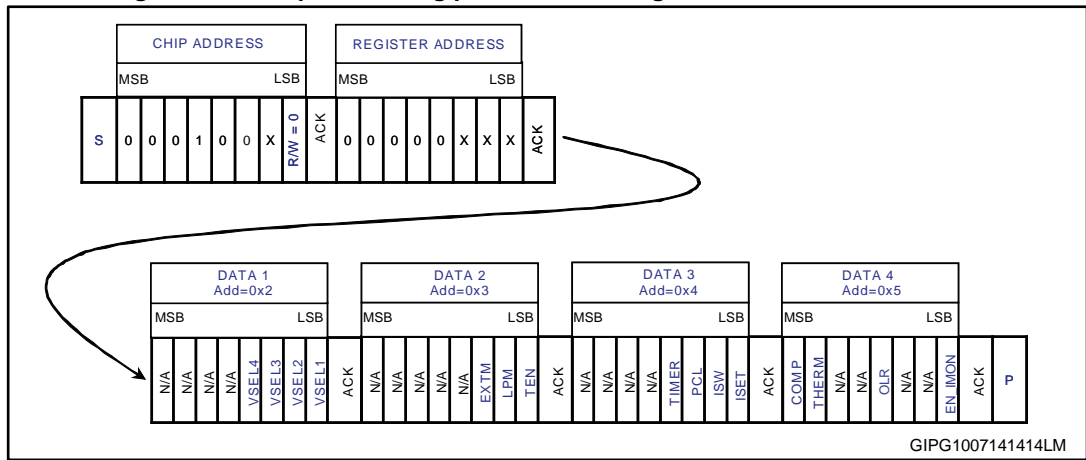 CHIP ADDRESS REGISTER ADDRESS
MSB LSB MSB LSB
S 0 0 0 1 0 0 X R/W = 0 ACK 0 0 0 0 0 X X X ACK
DATA 1 DATA 2 DATA 3 DATA 4
Add=0x2 Add=0x3 Add=0x4 Add=0x5
MSB LSB MSB LSB MSB LSB MSB LSB
N/A N/A N/A N/A VSEL4 VSEL3 VSEL2 VSEL1 ACK N/A N/A N/A N/A N/A EXTM LPM TEN ACK N/A N/A N/A N/A TIMER PCL ISW ISET ACK COMP THERM N/A N/A OLR N/A N/A EN_IMON ACK P
GIPG1007141414LM